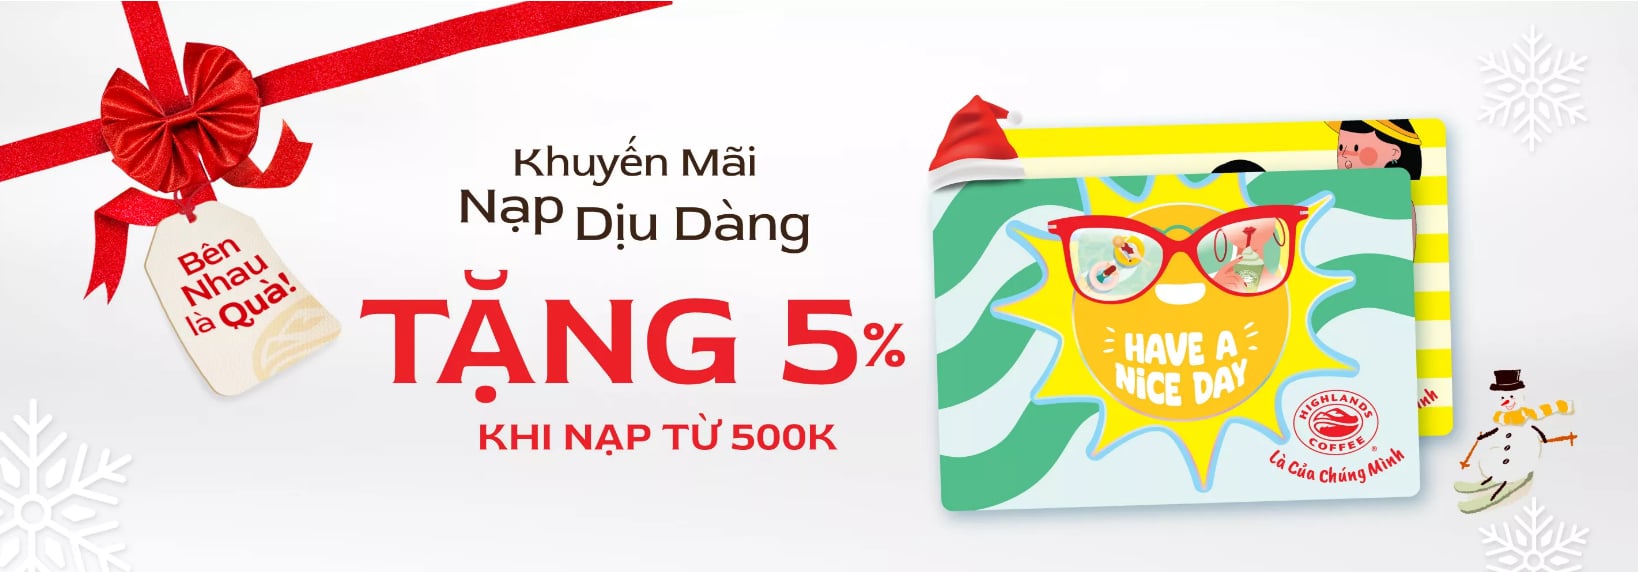 Bên
Nhau
là Quà!
Khuyến Mãi
Nạp Dịu Dàng
TẶNG 5%
KHI NẠP TỪ 500K
HAVE A
NiCE DAY
HIGHLANDS
COFFEE
®
Là Của Chúng Mình
ình